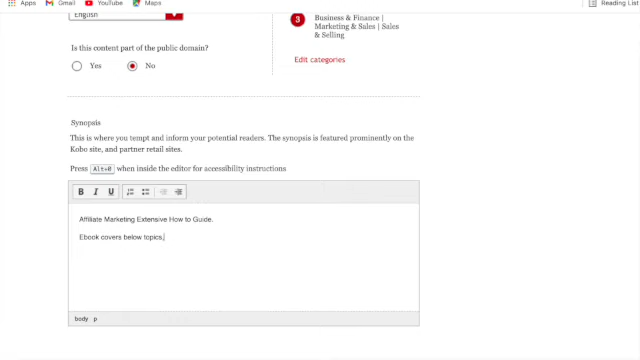 Apps Gmail YouTube Maps Reading List
English
3 Business & Finance |
Marketing & Sales | Sales
& Selling
Is this content part of the public domain?
Edit categories
Yes No
Synopsis
This is where you tempt and inform your potential readers. The synopsis is featured prominently on the
Kobo site, and partner retail sites.
Press Alt+0 when inside the editor for accessibility instructions
B I U
Affiliate Marketing Extensive How to Guide.
Ebook covers below topics,
body p